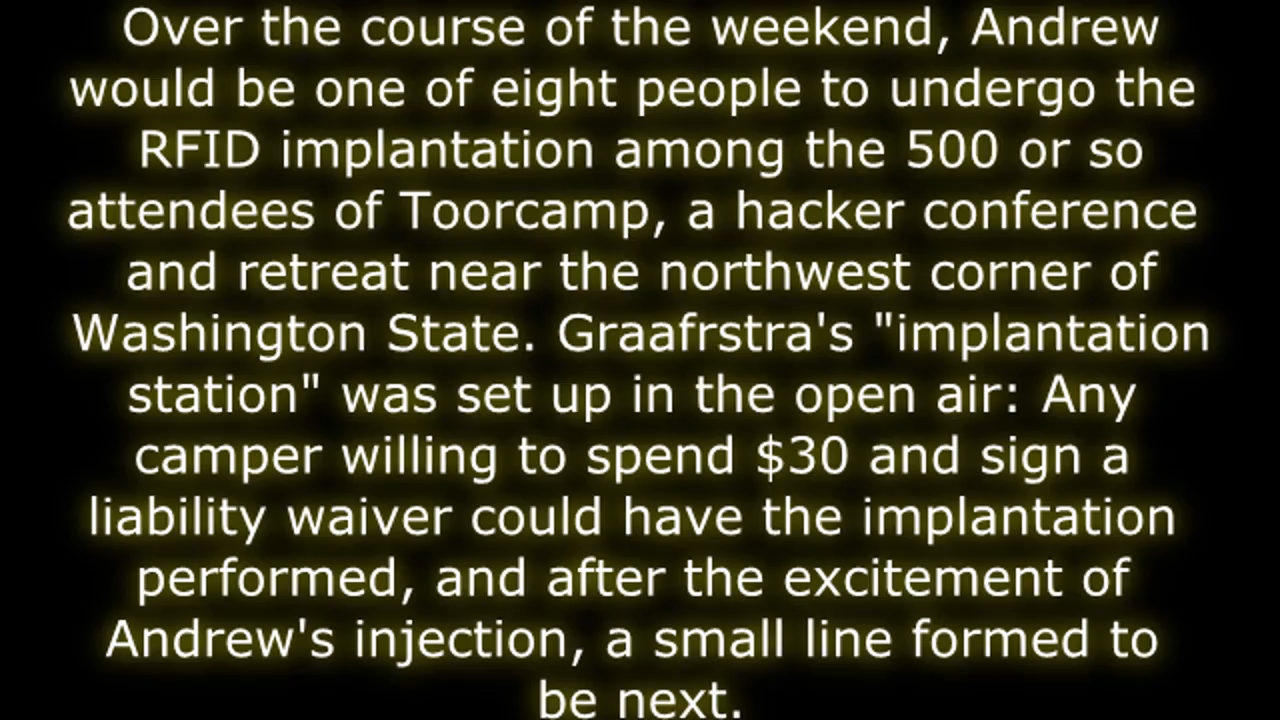 Over the course of the weekend, Andrew
would be one of eight people to undergo the
RFID implantation among the 500 or so
attendees of Toorcamp, a hacker conference
and retreat near the northwest corner of
Washington State. Graafrstra's "implantation
station" was set up in the open air: Any
camper willing to spend $30 and sign a
liability waiver could have the implantation
performed, and after the excitement of
Andrew's injection, a small line formed to
be next.